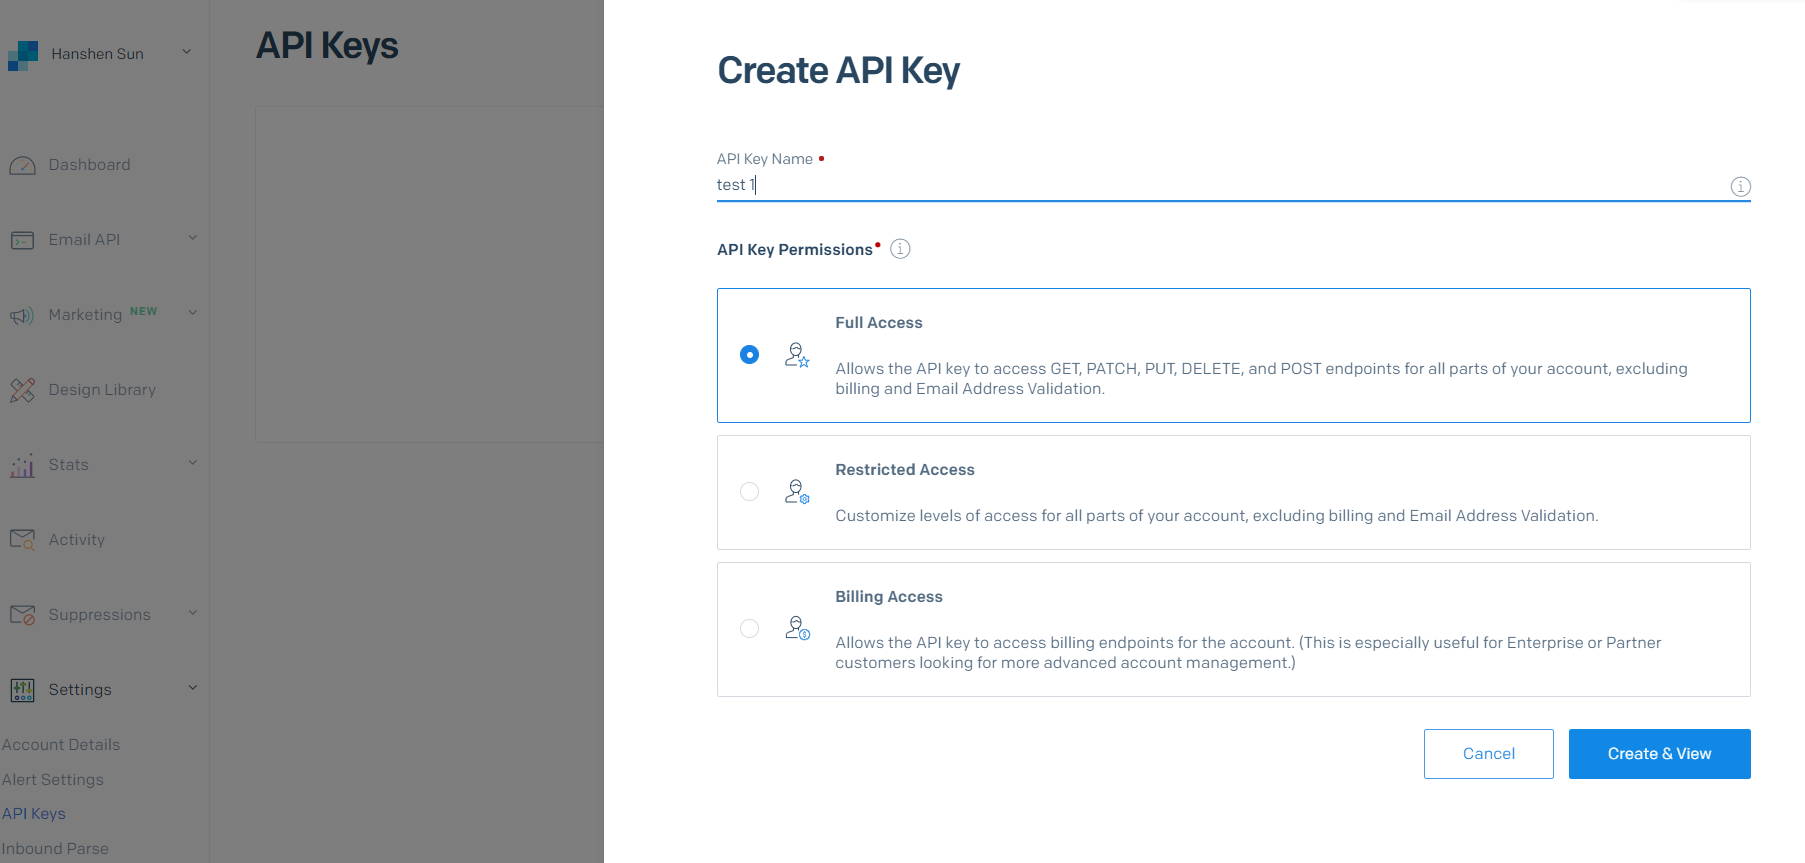 Hanshen Sun
Dashboard
Email API
Marketing NEW
Design Library
Stats
Activity
Suppressions
Settings
Account Details
Alert Settings
API Keys
Inbound Parse
API Keys
Create API Key
API Key Name
test 1
API Key Permissions
Full Access
Allows the API key to access GET, PATCH, PUT, DELETE, and POST endpoints for all parts of your account, excluding
billing and Email Address Validation.
Restricted Access
Customize levels of access for all parts of your account, excluding billing and Email Address Validation.
Billing Access
Allows the API key to access billing endpoints for the account. (This is especially useful for Enterprise or Partner
customers looking for more advanced account management.)
Cancel
Create & View